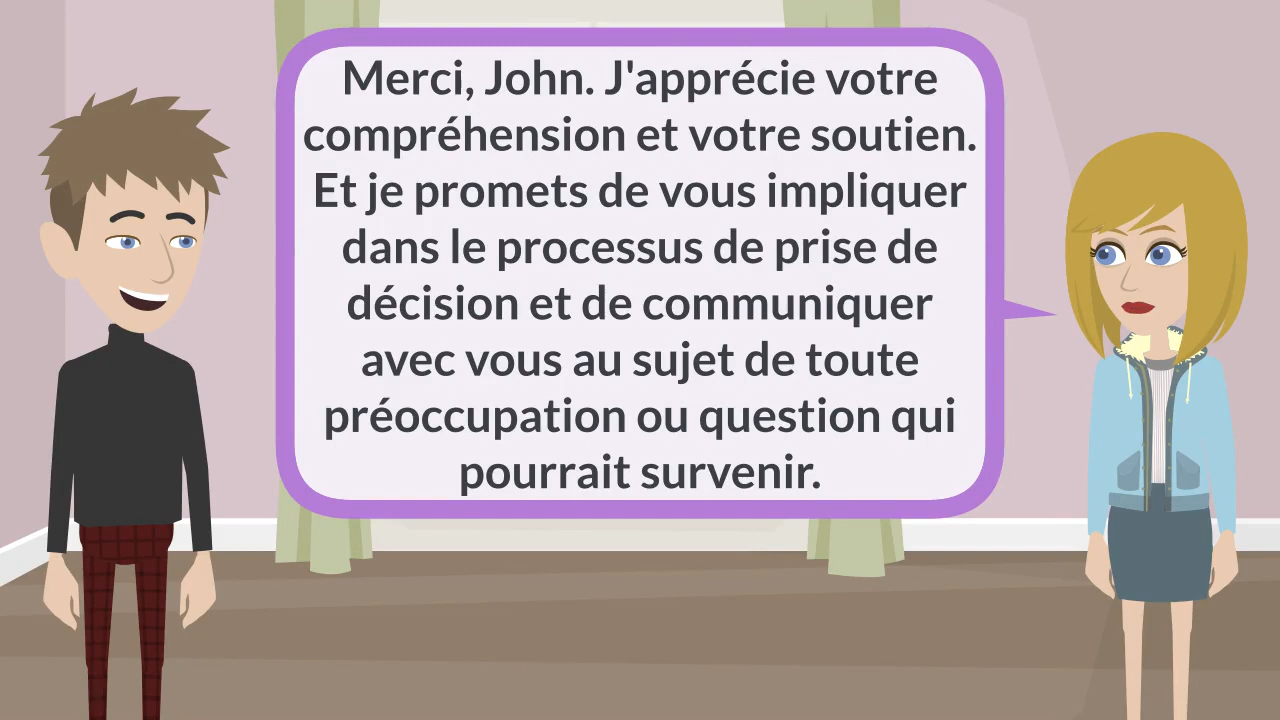 Merci, John. J'apprécie votre
compréhension et votre soutien.
Et je promets de vous impliquer
dans le processus de prise de
décision et de communiquer
avec vous au sujet de toute
préoccupation ou question qui
pourrait survenir.